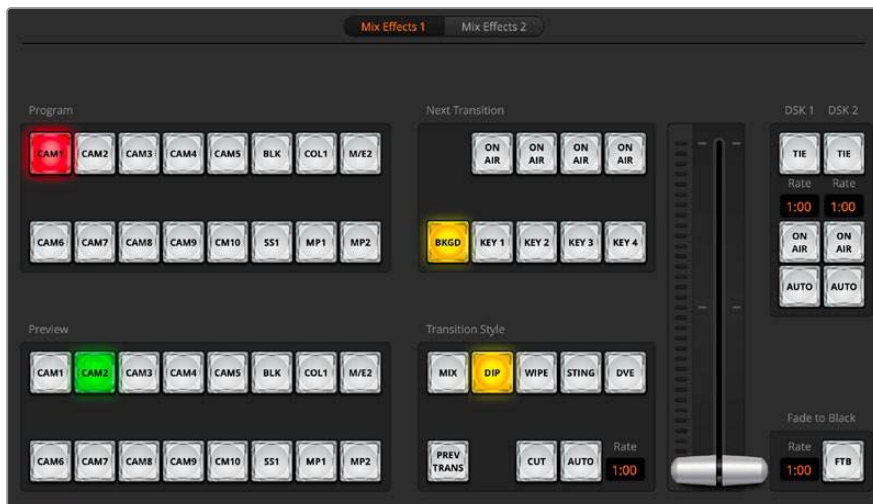 Mix Effects 1 Mix Effects 2
Program
CAM1 CAM2 CAM3 CAM4 CAM5 BLK COL1 M/E2
CAM6 CAM7 CAM8 CAM9 CM10 SS1 MP1 MP2
Next Transition
ON AIR ON AIR ON AIR ON AIR
BKGD KEY 1 KEY 2 KEY 3 KEY 4
DSK 1 DSK 2
TIE TIE
Rate Rate
1:00 1:00
ON AIR ON AIR
AUTO AUTO
Preview
CAM1 CAM2 CAM3 CAM4 CAM5 BLK COL1 M/E2
CAM6 CAM7 CAM8 CAM9 CM10 SS1 MP1 MP2
Transition Style
MIX DIP WIPE STING DVE
PREV TRANS CUT AUTO Rate 1:00
Fade to Black
Rate
1:00 FTB